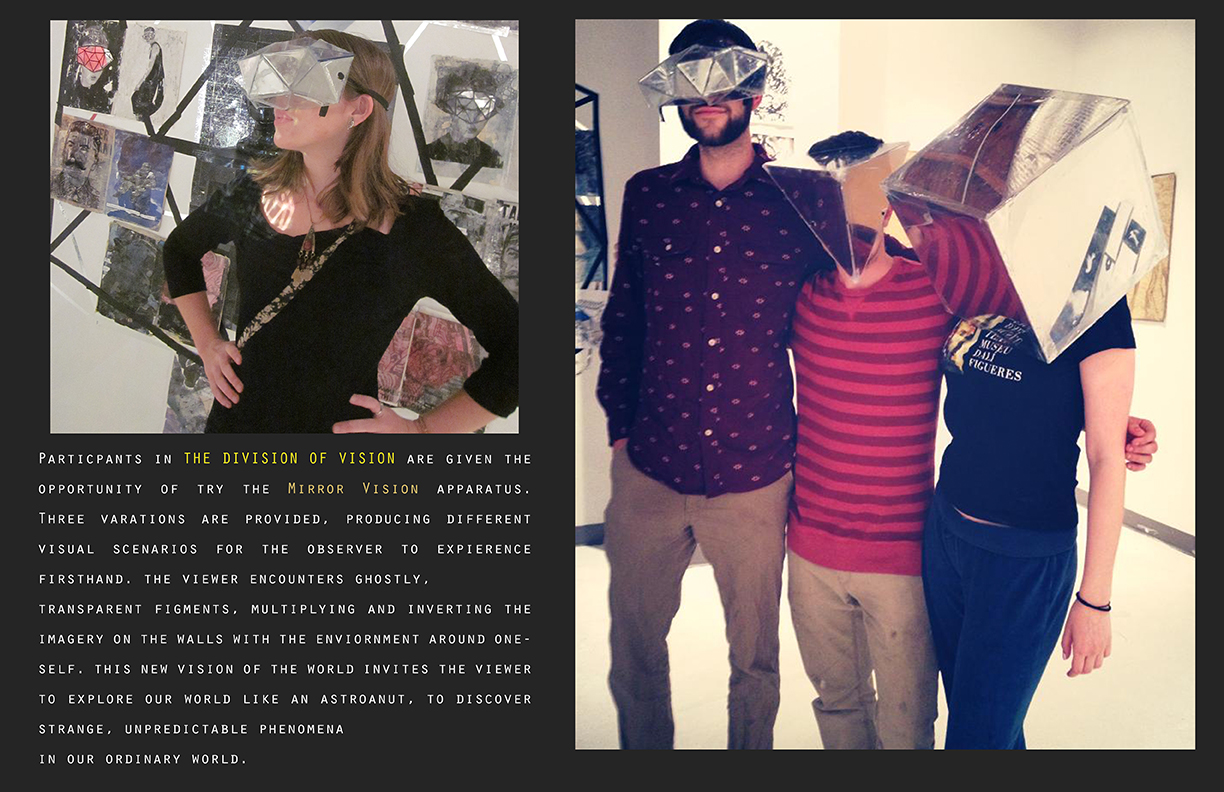 PARTICPANTS IN THE DIVISION OF VISION ARE GIVEN THE
OPPORTUNITY OF TRY THE MIRROR VISION APPARATUS.
THREE VARATIONS ARE PROVIDED, PRODUCING DIFFERENT
VISUAL SCENARIOS FOR THE OBSERVER TO EXPIERENCE
FIRSTHAND. THE VIEWER ENCOUNTERS GHOSTLY,
TRANSPARENT FIGMENTS, MULTIPLYING AND INVERTING THE
IMAGERY ON THE WALLS WITH THE ENVIORNMENT AROUND ONE-
SELF. THIS NEW VISION OF THE WORLD INVITES THE VIEWER
TO EXPLORE OUR WORLD LIKE AN ASTROANUT, TO DISCOVER
STRANGE, UNPREDICTABLE PHENOMENA
IN OUR ORDINARY WORLD.
MUSEU
DALÍ
FIGUERES